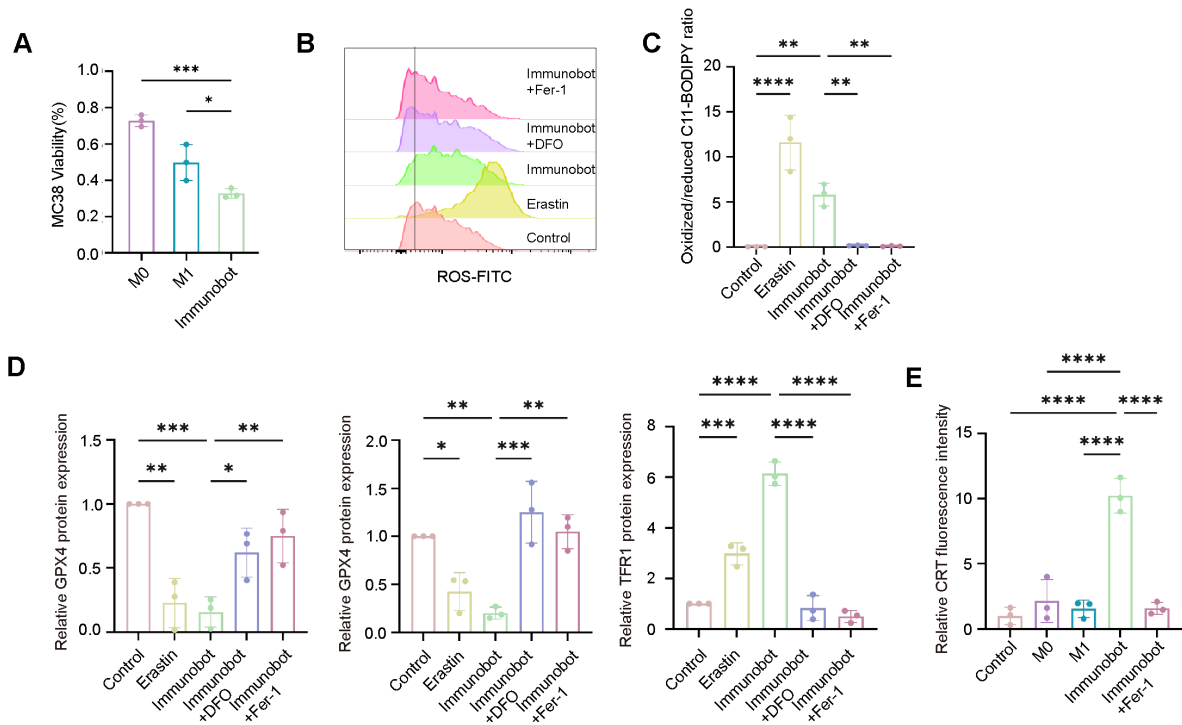 A
MC38 Viability(%)
1.0
0.8
0.6
0.4
0.2
0.0
***
*
M0
M1
Immunobot
B
Immunobot
+Fer-1
Immunobot
+DFO
Immunobot
Erastin
Control
ROS-FITC
C
Oxidized/reduced C11-BODIPY ratio
20
15
10
5
0
**
**
****
**
Control
Erastin
Immunobot
Immunobot
+DFO
Immunobot
+Fer-1
D
Relative GPX4 protein expression
1.5
1.0
0.5
0.0
***
**
**
*
Control
Erastin
Immunobot
Immunobot
+DFO
Immunobot
+Fer-1
Relative GPX4 protein expression
2.0
1.5
1.0
0.5
0.0
**
**
*
***
Control
Erastin
Immunobot
Immunobot
+DFO
Immunobot
+Fer-1
Relative TFR1 protein expression
8
6
4
2
0
****
****
***
****
Control
Erastin
Immunobot
Immunobot
+DFO
Immunobot
+Fer-1
E
Relative CRT fluorescence intensity
15
10
5
0
****
****
****
****
Control
M0
M1
Immunobot
Immunobot
+Fer-1